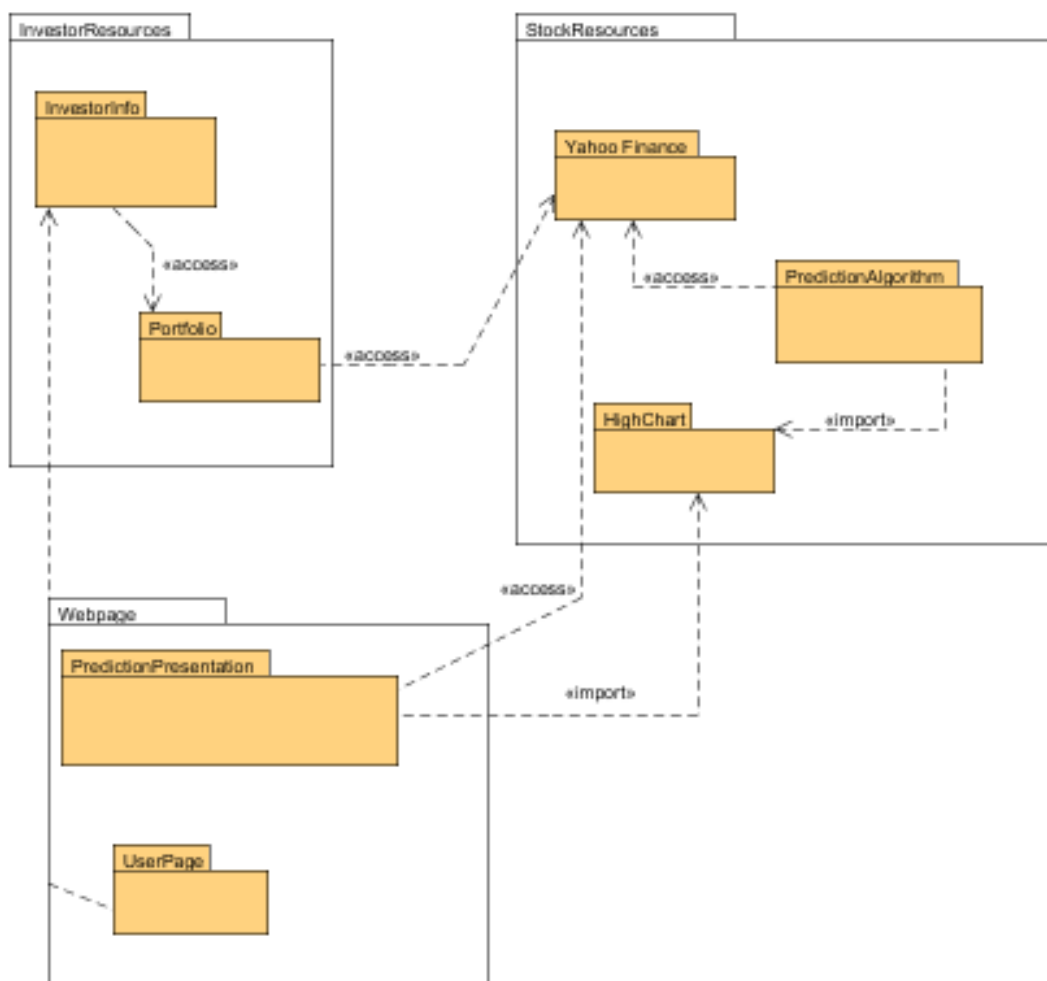 InvestorResources
StockResources
InvestorInfo
Yahoo Finance
«access»
«access»
PredictionAlgorithm
Portfolio
«access»
HighChart
«import»
«access»
Webpage
PredictionPresentation
«import»
UserPage